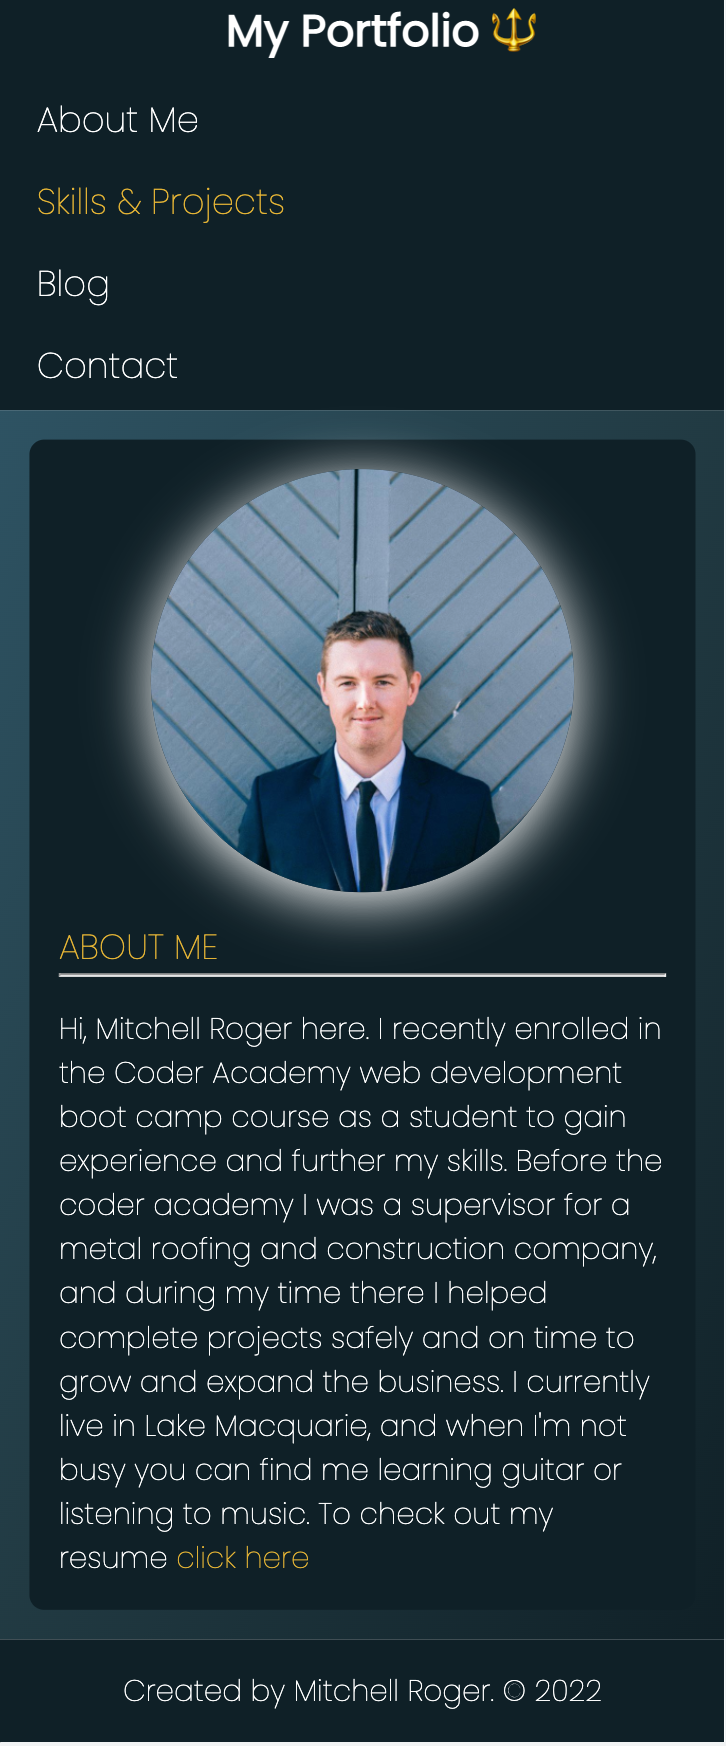 My Portfolio 🔱
About Me
Skills & Projects
Blog
Contact
ABOUT ME
Hi, Mitchell Roger here. I recently enrolled in
the Coder Academy web development
boot camp course as a student to gain
experience and further my skills. Before the
coder academy I was a supervisor for a
metal roofing and construction company,
and during my time there I helped
complete projects safely and on time to
grow and expand the business. I currently
live in Lake Macquarie, and when I'm not
busy you can find me learning guitar or
listening to music. To check out my
resume click here
Created by Mitchell Roger. © 2022